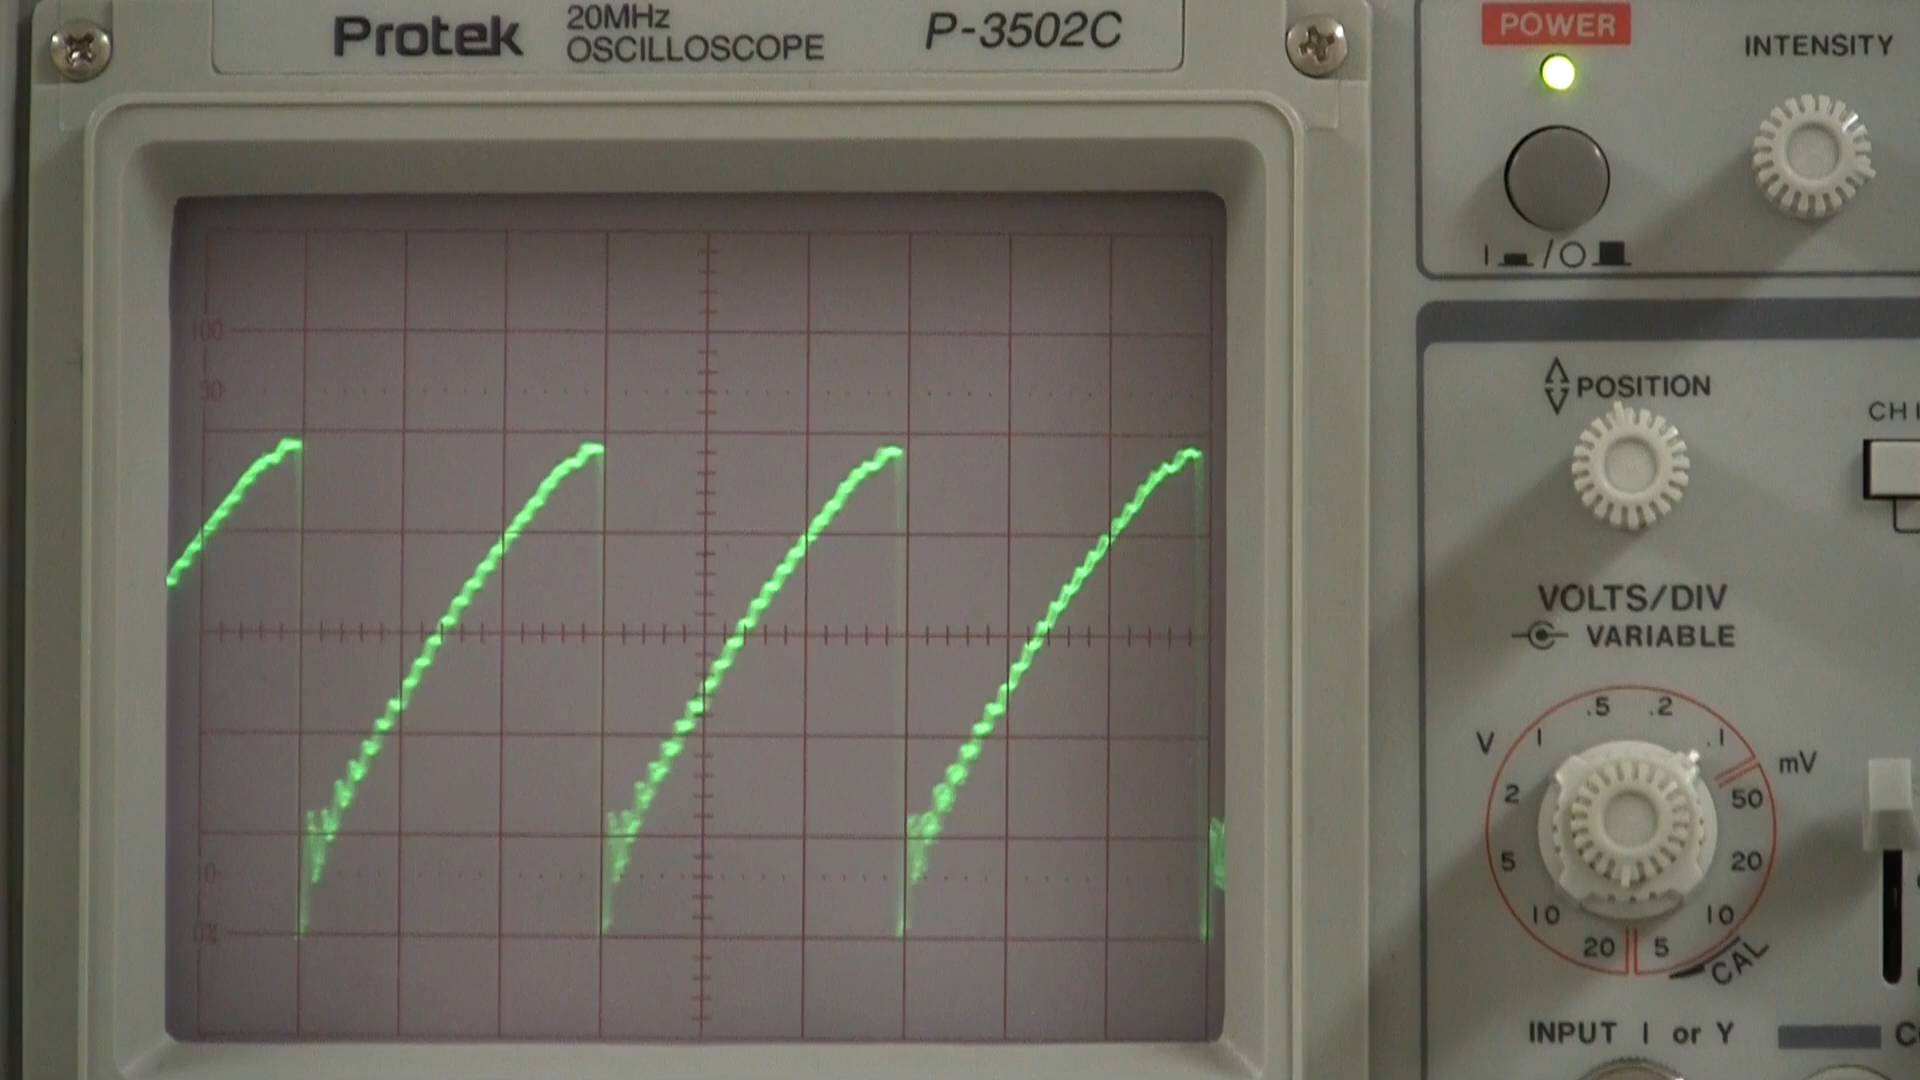 Protek
20MHz
OSCILLOSCOPE
P-3502C
POWER
INTENSITY
I / O
100
90
POSITION
CH I
VOLTS/DIV
VARIABLE
.5 .2
V 1 .1
mV
2 50
5 20
10 10
20 5
CAL
0%
INPUT I or Y